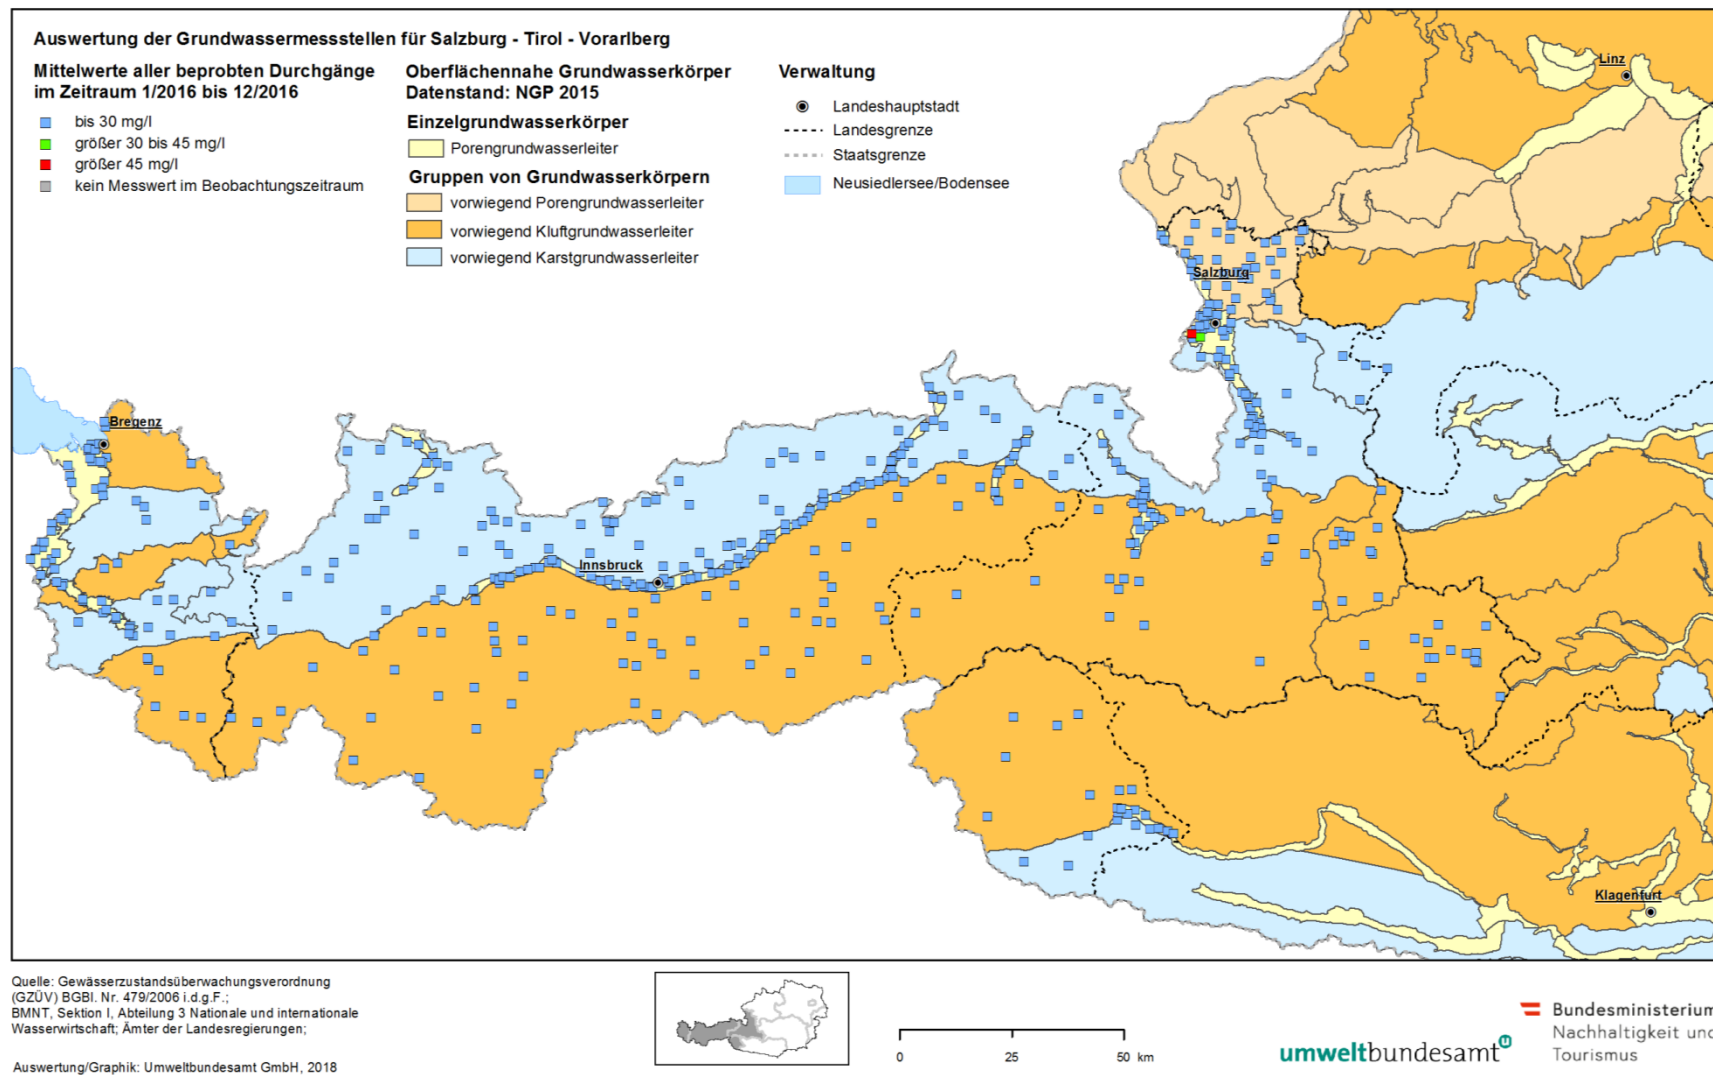 Auswertung der Grundwassermessstellen für Salzburg - Tirol - Vorarlberg
Mittelwerte aller beprobten Durchgänge
im Zeitraum 1/2016 bis 12/2016
bis 30 mg/l
größer 30 bis 45 mg/l
größer 45 mg/l
kein Messwert im Beobachtungszeitraum
Oberflächennahe Grundwasserkörper
Datenstand: NGP 2015
Einzelgrundwasserkörper
Porengrundwasserleiter
Gruppen von Grundwasserkörpern
vorwiegend Porengrundwasserleiter
vorwiegend Kluftgrundwasserleiter
vorwiegend Karstgrundwasserleiter
Verwaltung
Landeshauptstadt
Landesgrenze
Staatsgrenze
Neusiedlersee/Bodensee
Linz
Salzburg
Bregenz
Innsbruck
Klagenfurt
Quelle: Gewässerzustandsüberwachungsverordnung
(GZÜV) BGBl. Nr. 479/2006 i.d.g.F.;
BMNT, Sektion I, Abteilung 3 Nationale und internationale
Wasserwirtschaft; Ämter der Landesregierungen;
Auswertung/Graphik: Umweltbundesamt GmbH, 2018
0 25 50 km
umweltbundesamt U
Bundesministerium
Nachhaltigkeit und
Tourismus